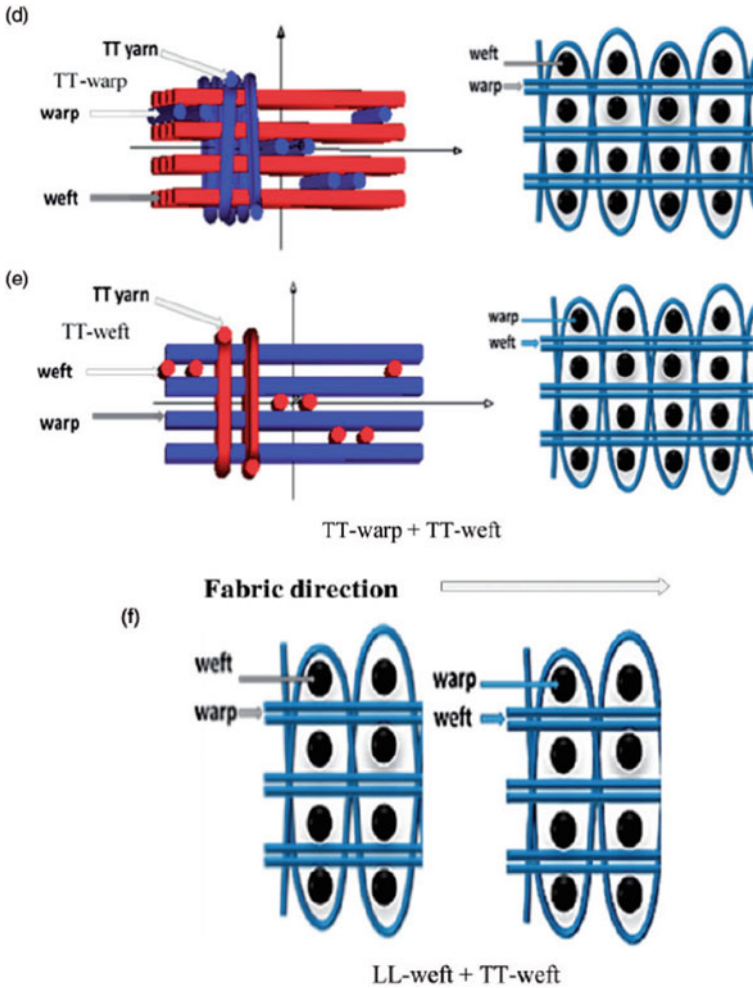 (d)
TT yarn
TT-warp
warp
weft
weft
warp
(e)
TT yarn
TT-weft
weft
warp
warp
weft
TT-warp + TT-weft
Fabric direction
(f)
weft
warp
warp
weft
LL-weft + TT-weft